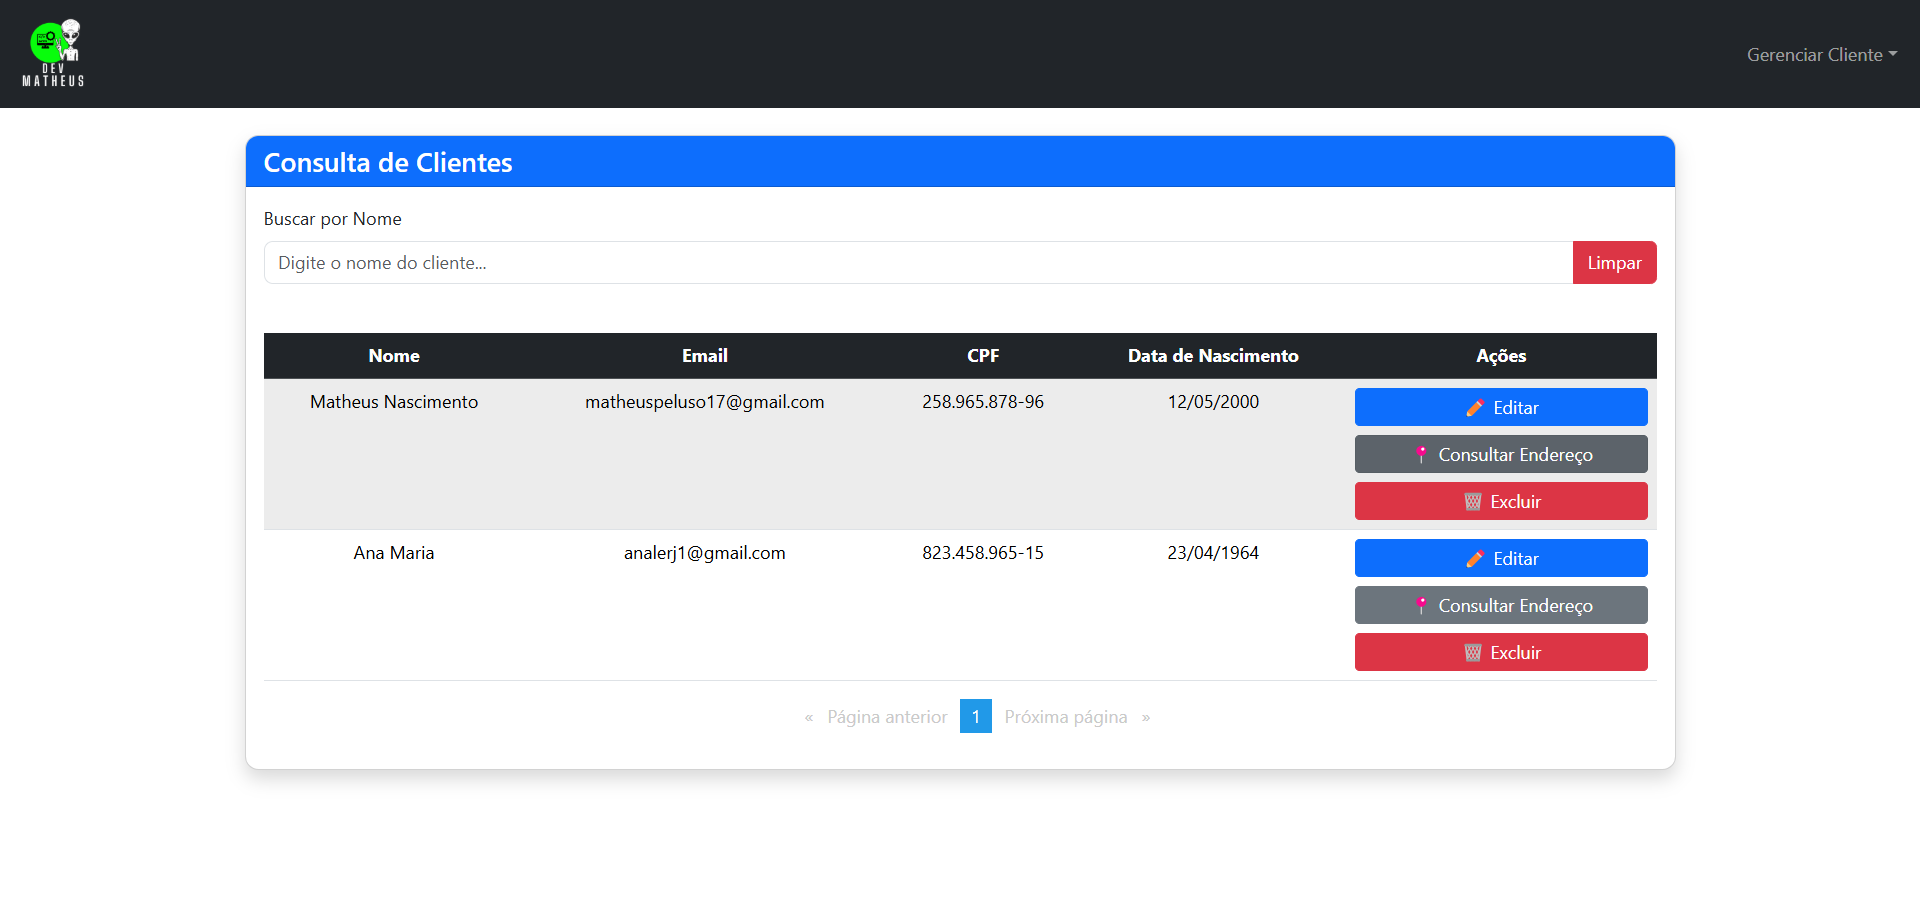 DEV
MATHEUS
Gerenciar Cliente
Consulta de Clientes
Buscar por Nome
Digite o nome do cliente...
Limpar
Nome Email CPF Data de Nascimento Ações
Matheus Nascimento matheuspeluso17@gmail.com 258.965.878-96 12/05/2000 Editar
Consultar Endereço
Excluir
Ana Maria analerj1@gmail.com 823.458.965-15 23/04/1964 Editar
Consultar Endereço
Excluir
« Página anterior 1 Próxima página »